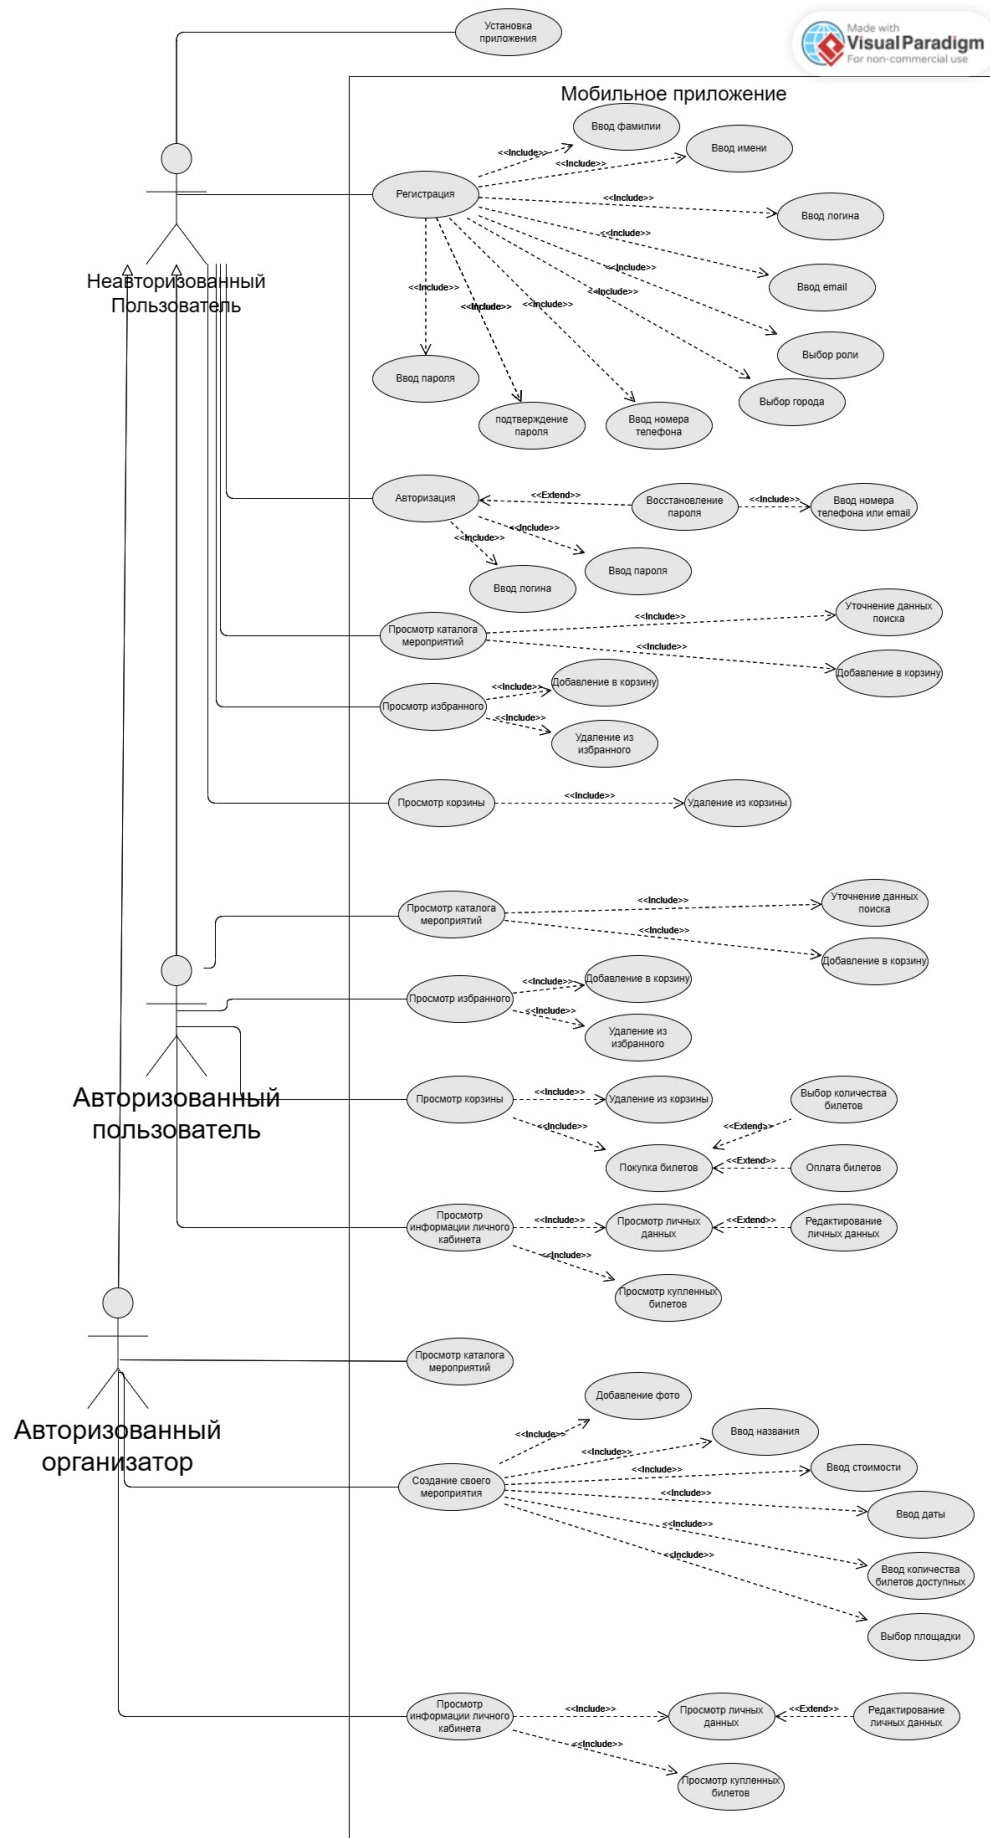 Установка
приложения
Made with
Visual Paradigm
For non-commercial use
Мобильное приложение
Ввод фамилии
<<Include>>
Ввод имени
<<Include>>
Регистрация
<<Include>>
Ввод логина
<<Include>>
<<Include>>
Неавторизованный
Пользователь
<<Include>>
<<Include>>
<<Include>>
<<Include>>
Ввод email
Выбор роли
Ввод пароля
Выбор города
подтверждение
пароля
Ввод номера
телефона
Авторизация
<<Extend>>
Восстановление
пароля
<<Include>>
Ввод номера
телефона или email
<<Include>>
<<Include>>
Ввод логина
Ввод пароля
Просмотр каталога
мероприятий
<<Include>>
Уточнение данных
поиска
<<Include>>
Добавление в корзину
Просмотр избранного
<<Include>>
Добавление в корзину
<<Include>>
Удаление из
избранного
Просмотр корзины
<<Include>>
Удаление из корзины
Просмотр каталога
мероприятий
<<Include>>
Уточнение данных
поиска
<<Include>>
Добавление в корзину
Просмотр избранного
<<Include>>
Добавление в корзину
<<Include>>
Удаление из
избранного
Авторизованный
пользователь
Просмотр корзины
<<Include>>
Удаление из корзины
Выбор количества
билетов
<<Include>>
<<Extend>>
Покупка билетов
<<Extend>>
Оплата билетов
Просмотр
информации личного
кабинета
<<Include>>
Просмотр личных
данных
<<Extend>>
Редактирование
личных данных
<<Include>>
Просмотр купленных
билетов
Просмотр каталога
мероприятий
Авторизованный
организатор
Добавление фото
<<Include>>
Ввод названия
<<Include>>
Создание своего
мероприятия
<<Include>>
Ввод стоимости
<<Include>>
Ввод даты
<<Include>>
Ввод количества
билетов доступных
<<Include>>
Выбор площадки
Просмотр
информации личного
кабинета
<<Include>>
Просмотр личных
данных
<<Extend>>
Редактирование
личных данных
<<Include>>
Просмотр купленных
билетов